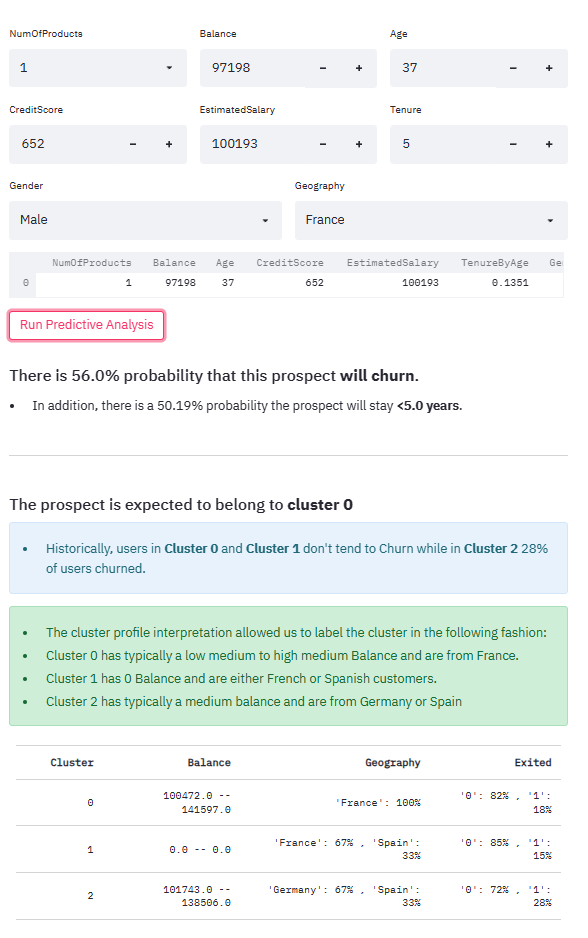 NumOfProducts Balance Age
1 97198 - + 37 - +
CreditScore EstimatedSalary Tenure
652 - + 100193 - + 5 - +
Gender Geography
Male France
NumOfProducts Balance Age CreditScore EstimatedSalary TenureByAge Ge
0 1 97198 37 652 100193 0.1351
Run Predictive Analysis
There is 56.0% probability that this prospect will churn.
• In addition, there is a 50.19% probability the prospect will stay <5.0 years.
The prospect is expected to belong to cluster 0
• Historically, users in Cluster 0 and Cluster 1 don't tend to Churn while in Cluster 2 28%
of users churned.
• The cluster profile interpretation allowed us to label the cluster in the following fashion:
• Cluster 0 has typically a low medium to high medium Balance and are from France.
• Cluster 1 has 0 Balance and are either French or Spanish customers.
• Cluster 2 has typically a medium balance and are from Germany or Spain
Cluster Balance Geography Exited
0 100472.0 -- 141597.0 'France': 100% '0': 82% , '1': 18%
1 0.0 -- 0.0 'France': 67% , 'Spain': 33% '0': 85% , '1': 15%
2 101743.0 -- 138506.0 'Germany': 67% , 'Spain': 33% '0': 72% , '1': 28%